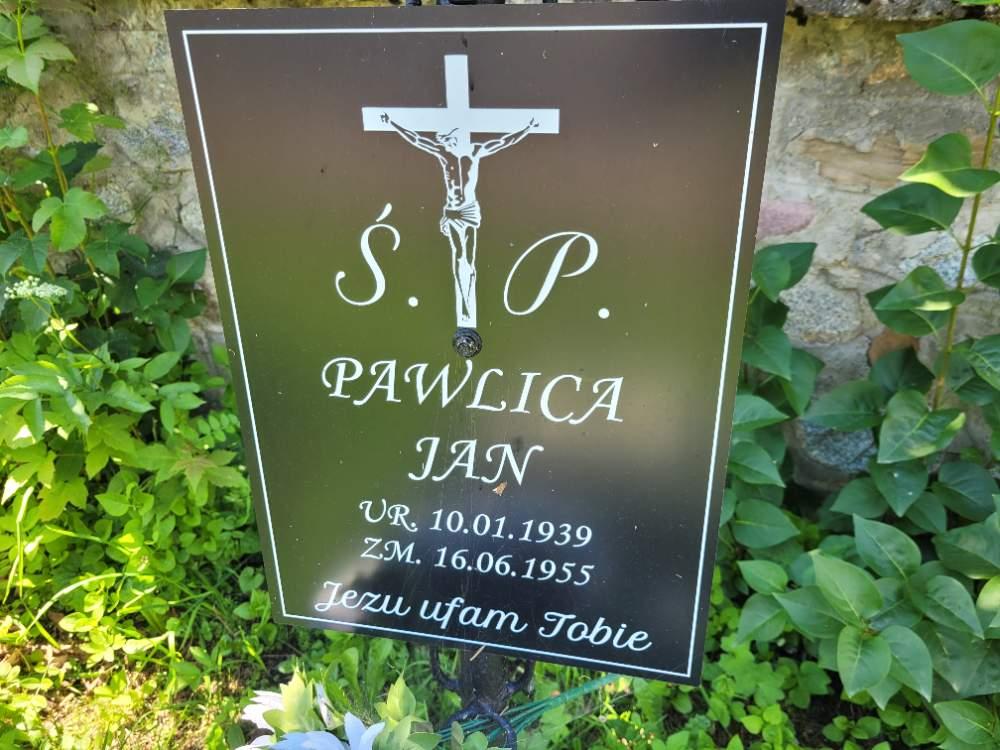 Ś. P.
PAWLICA
JAN
UR. 10.01.1939
ZM. 16.06.1955
Jezu ufam Tobie